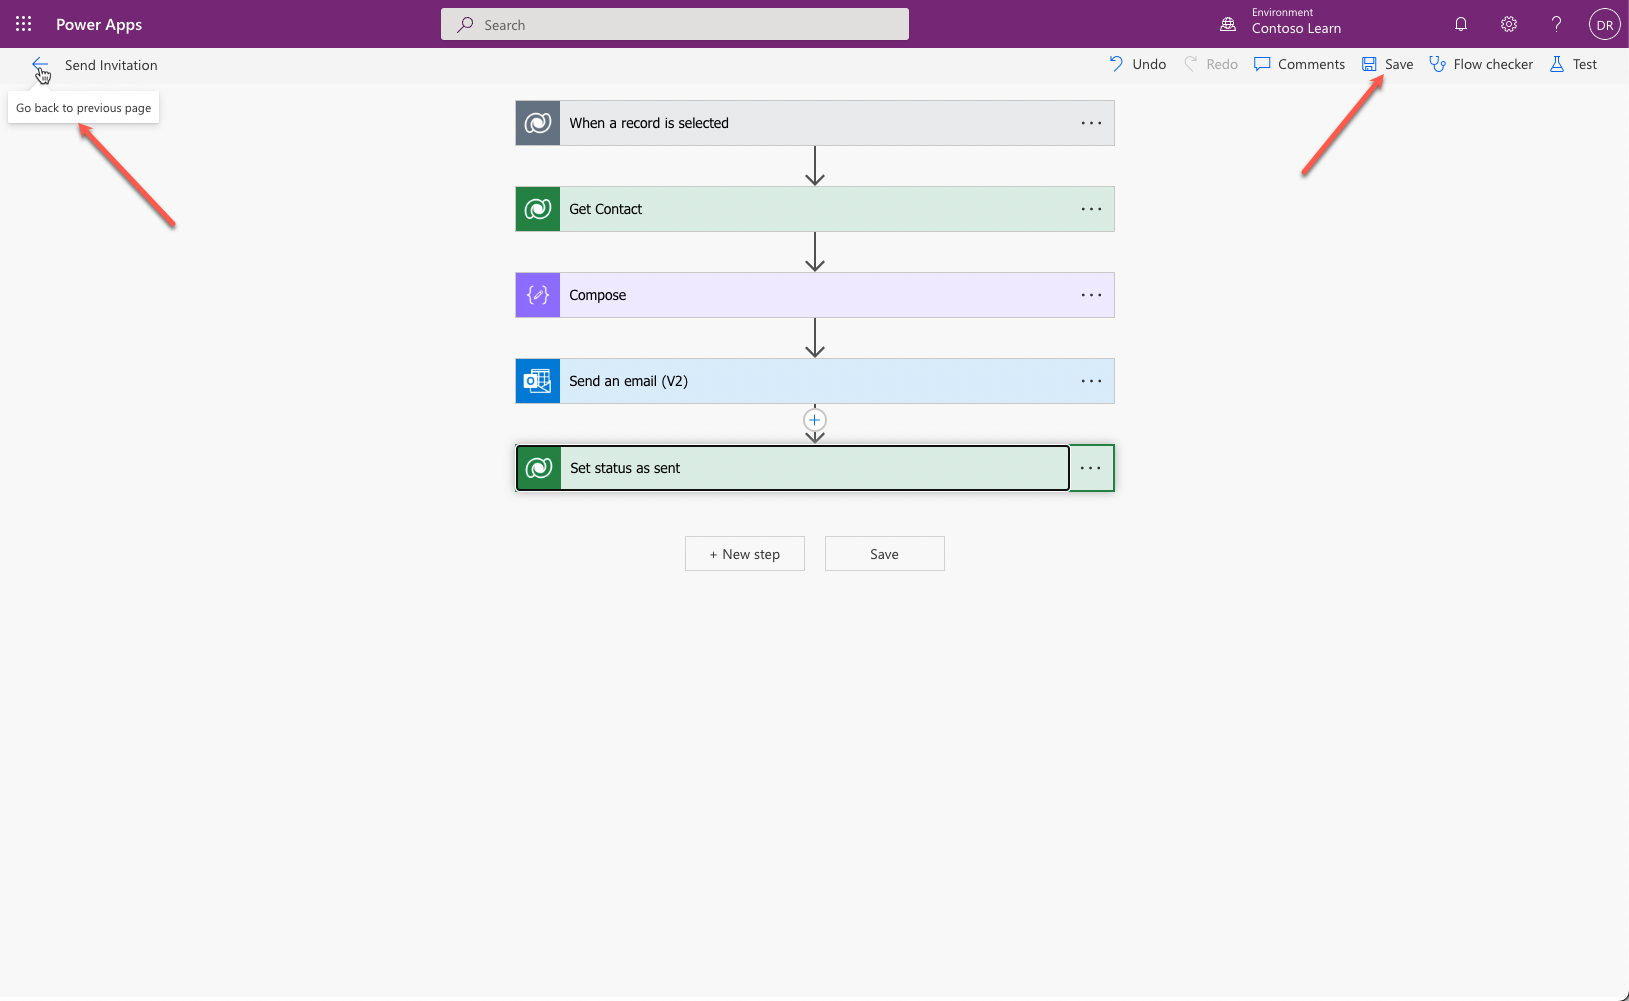 Power Apps
Search
Environment
Contoso Learn
DR
Send Invitation
Undo
Redo
Comments
Save
Flow checker
Test
Go back to previous page
When a record is selected
Get Contact
Compose
Send an email (V2)
Set status as sent
+ New step
Save